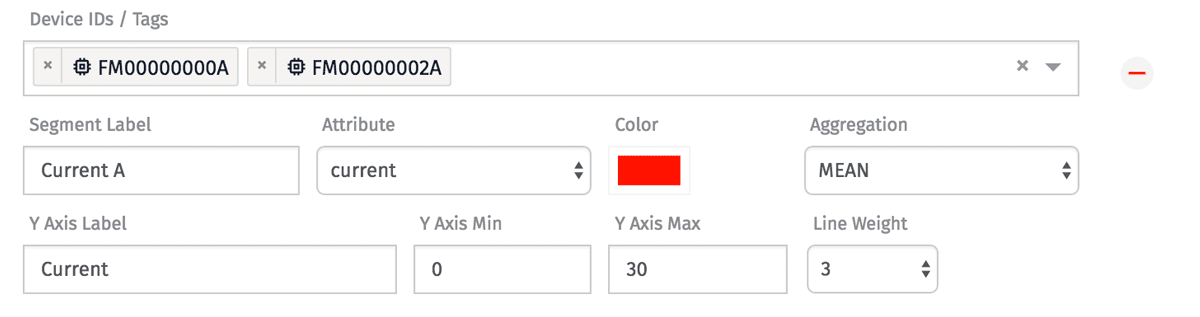 Device IDs / Tags
× FM00000000A × FM00000002A ×
Segment Label Attribute Color Aggregation
Current A current MEAN
Y Axis Label Y Axis Min Y Axis Max Line Weight
Current 0 30 3